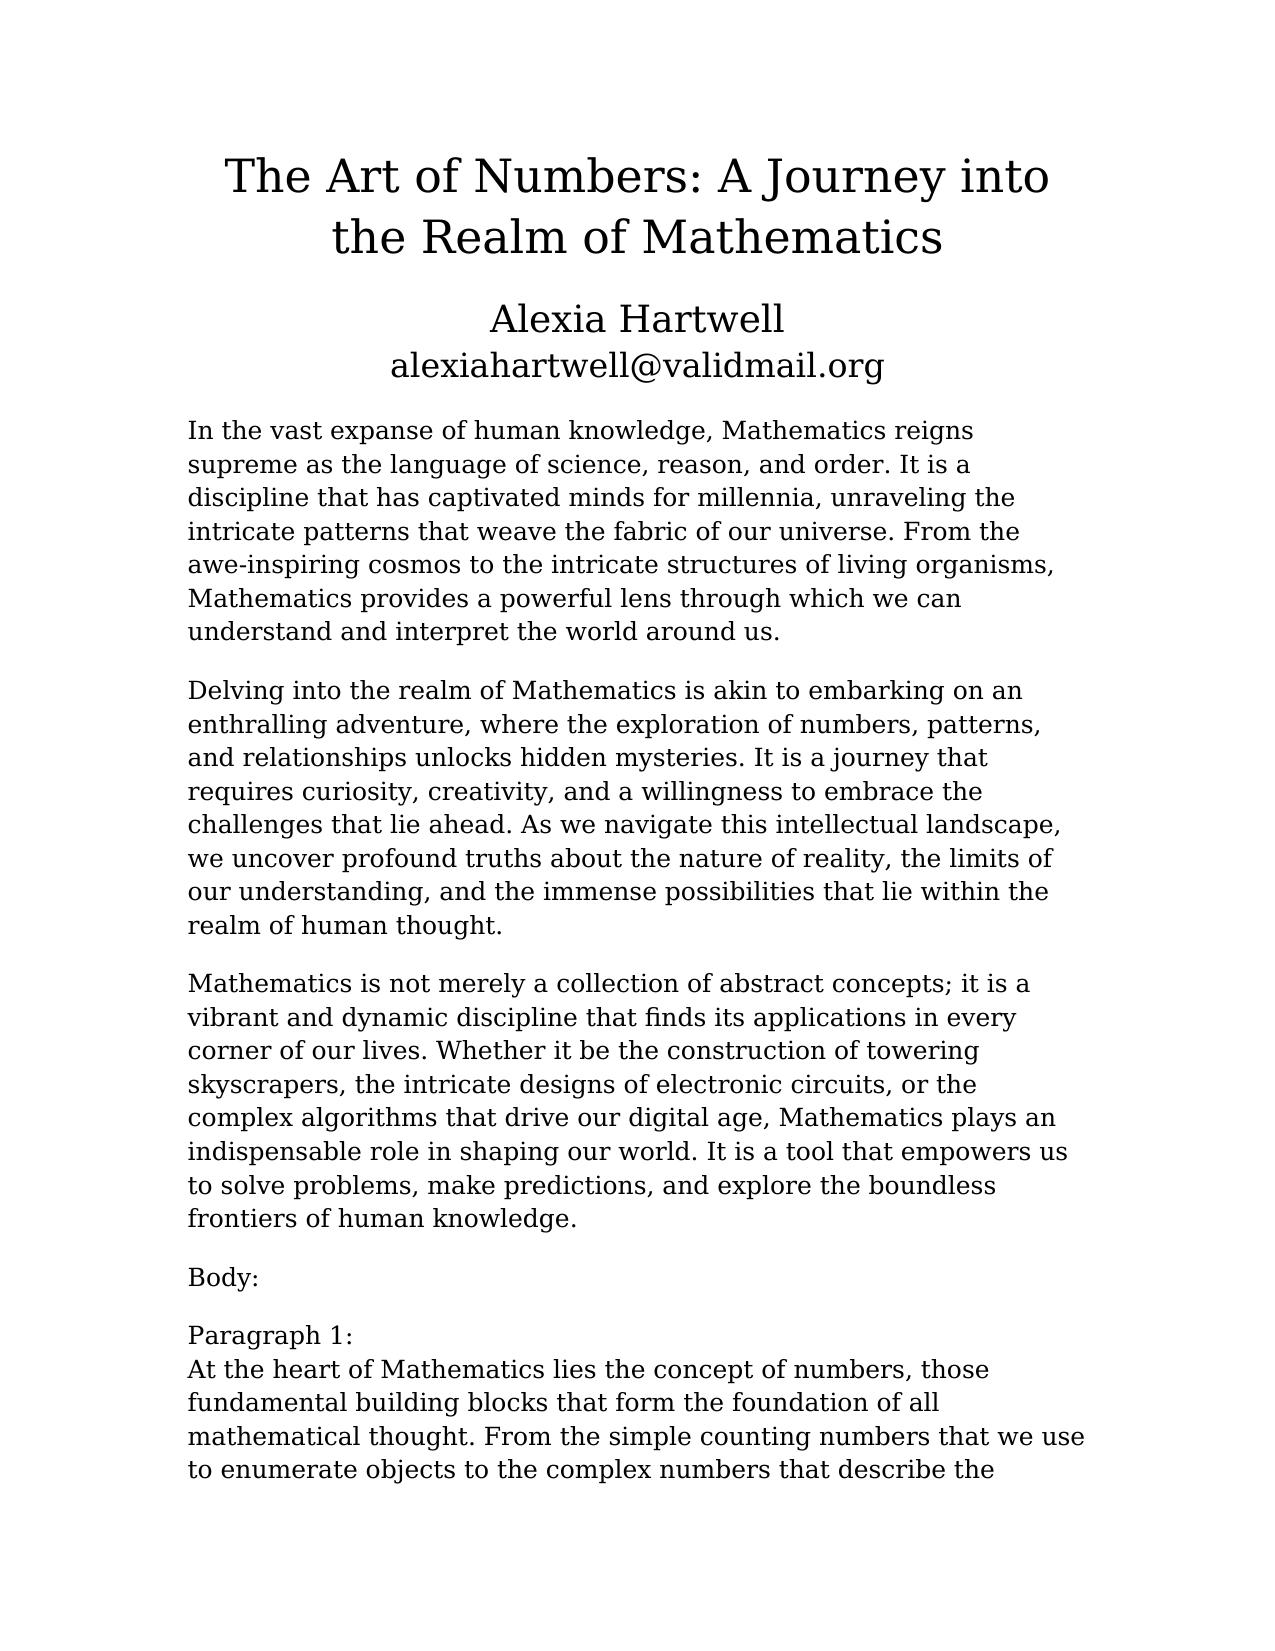 The Art of Numbers: A Journey into
the Realm of Mathematics
Alexia Hartwell
alexiahartwell@validmail.org
In the vast expanse of human knowledge, Mathematics reigns
supreme as the language of science, reason, and order. It is a
discipline that has captivated minds for millennia, unraveling the
intricate patterns that weave the fabric of our universe. From the
awe-inspiring cosmos to the intricate structures of living organisms,
Mathematics provides a powerful lens through which we can
understand and interpret the world around us.
Delving into the realm of Mathematics is akin to embarking on an
enthralling adventure, where the exploration of numbers, patterns,
and relationships unlocks hidden mysteries. It is a journey that
requires curiosity, creativity, and a willingness to embrace the
challenges that lie ahead. As we navigate this intellectual landscape,
we uncover profound truths about the nature of reality, the limits of
our understanding, and the immense possibilities that lie within the
realm of human thought.
Mathematics is not merely a collection of abstract concepts; it is a
vibrant and dynamic discipline that finds its applications in every
corner of our lives. Whether it be the construction of towering
skyscrapers, the intricate designs of electronic circuits, or the
complex algorithms that drive our digital age, Mathematics plays an
indispensable role in shaping our world. It is a tool that empowers us
to solve problems, make predictions, and explore the boundless
frontiers of human knowledge.
Body:
Paragraph 1:
At the heart of Mathematics lies the concept of numbers, those
fundamental building blocks that form the foundation of all
mathematical thought. From the simple counting numbers that we use
to enumerate objects to the complex numbers that describe the